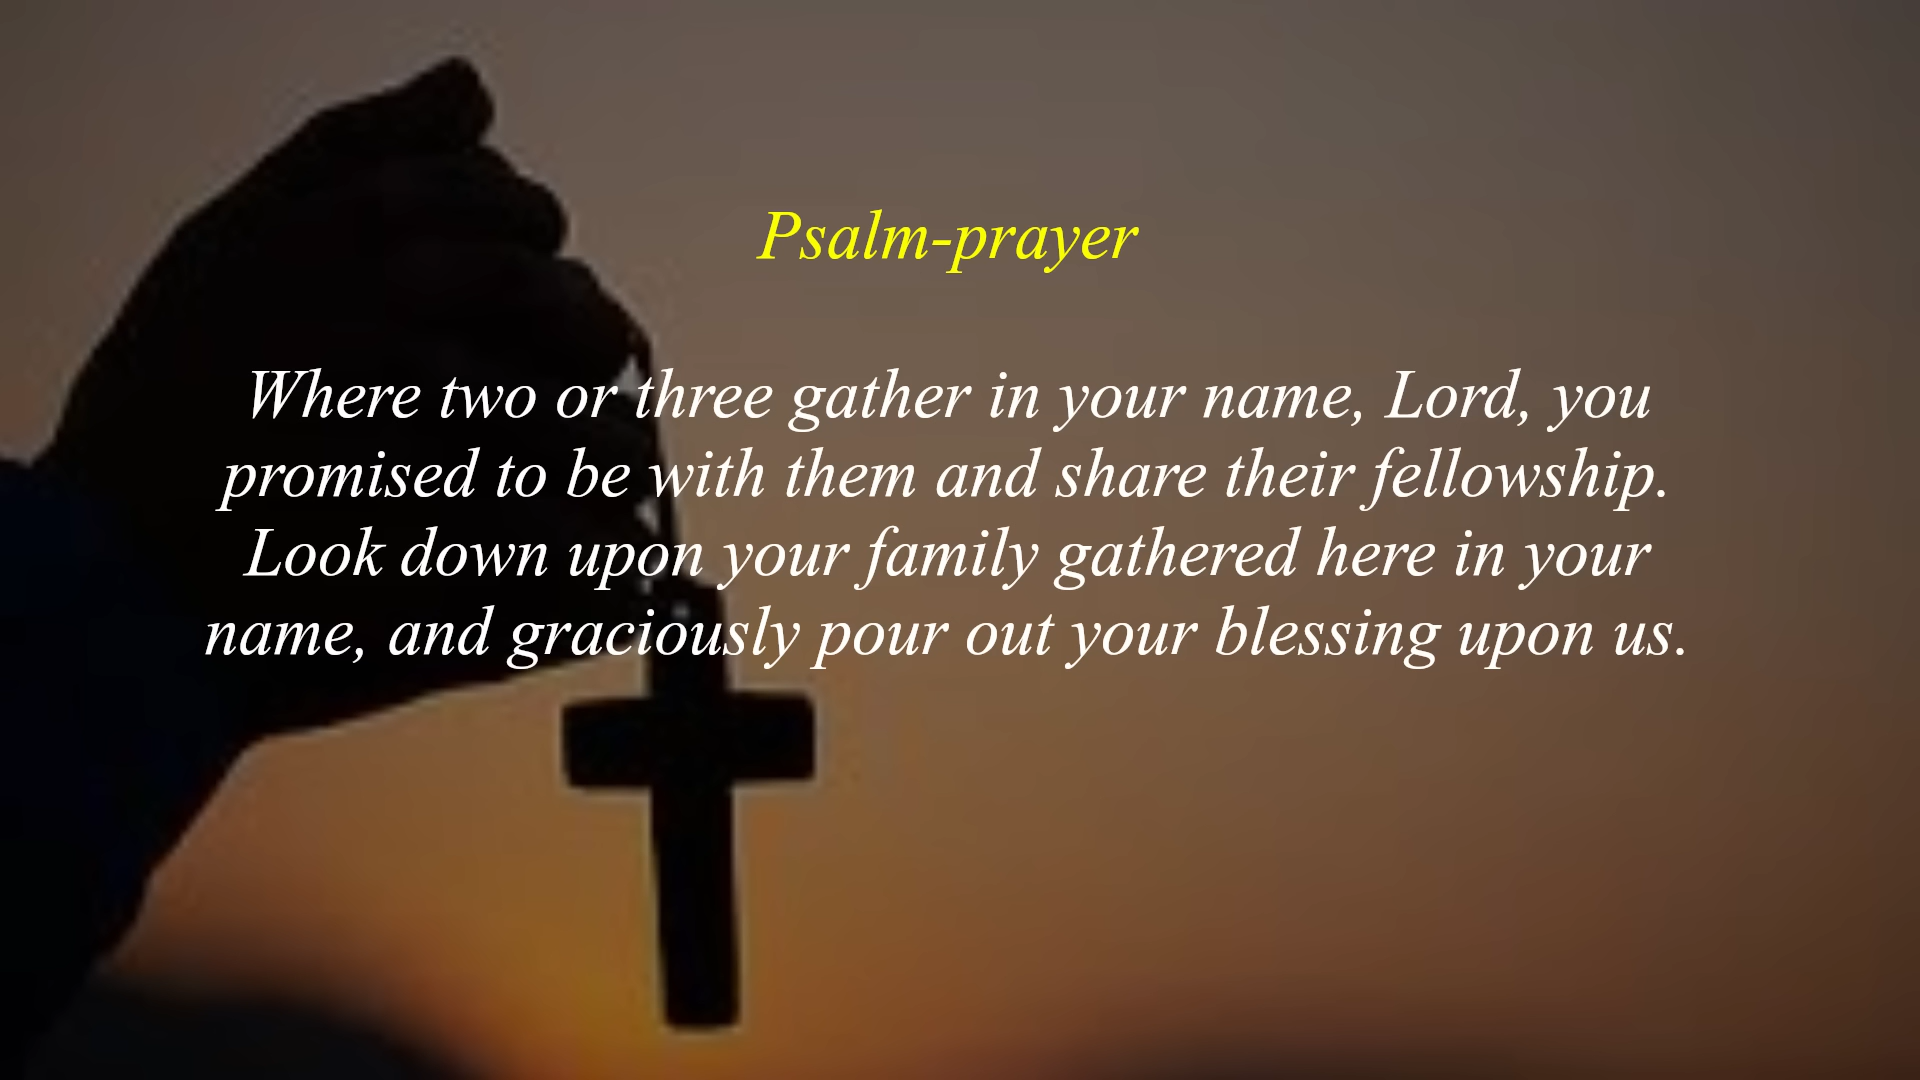 Psalm-prayer
Where two or three gather in your name, Lord, you
promised to be with them and share their fellowship.
Look down upon your family gathered here in your
name, and graciously pour out your blessing upon us.